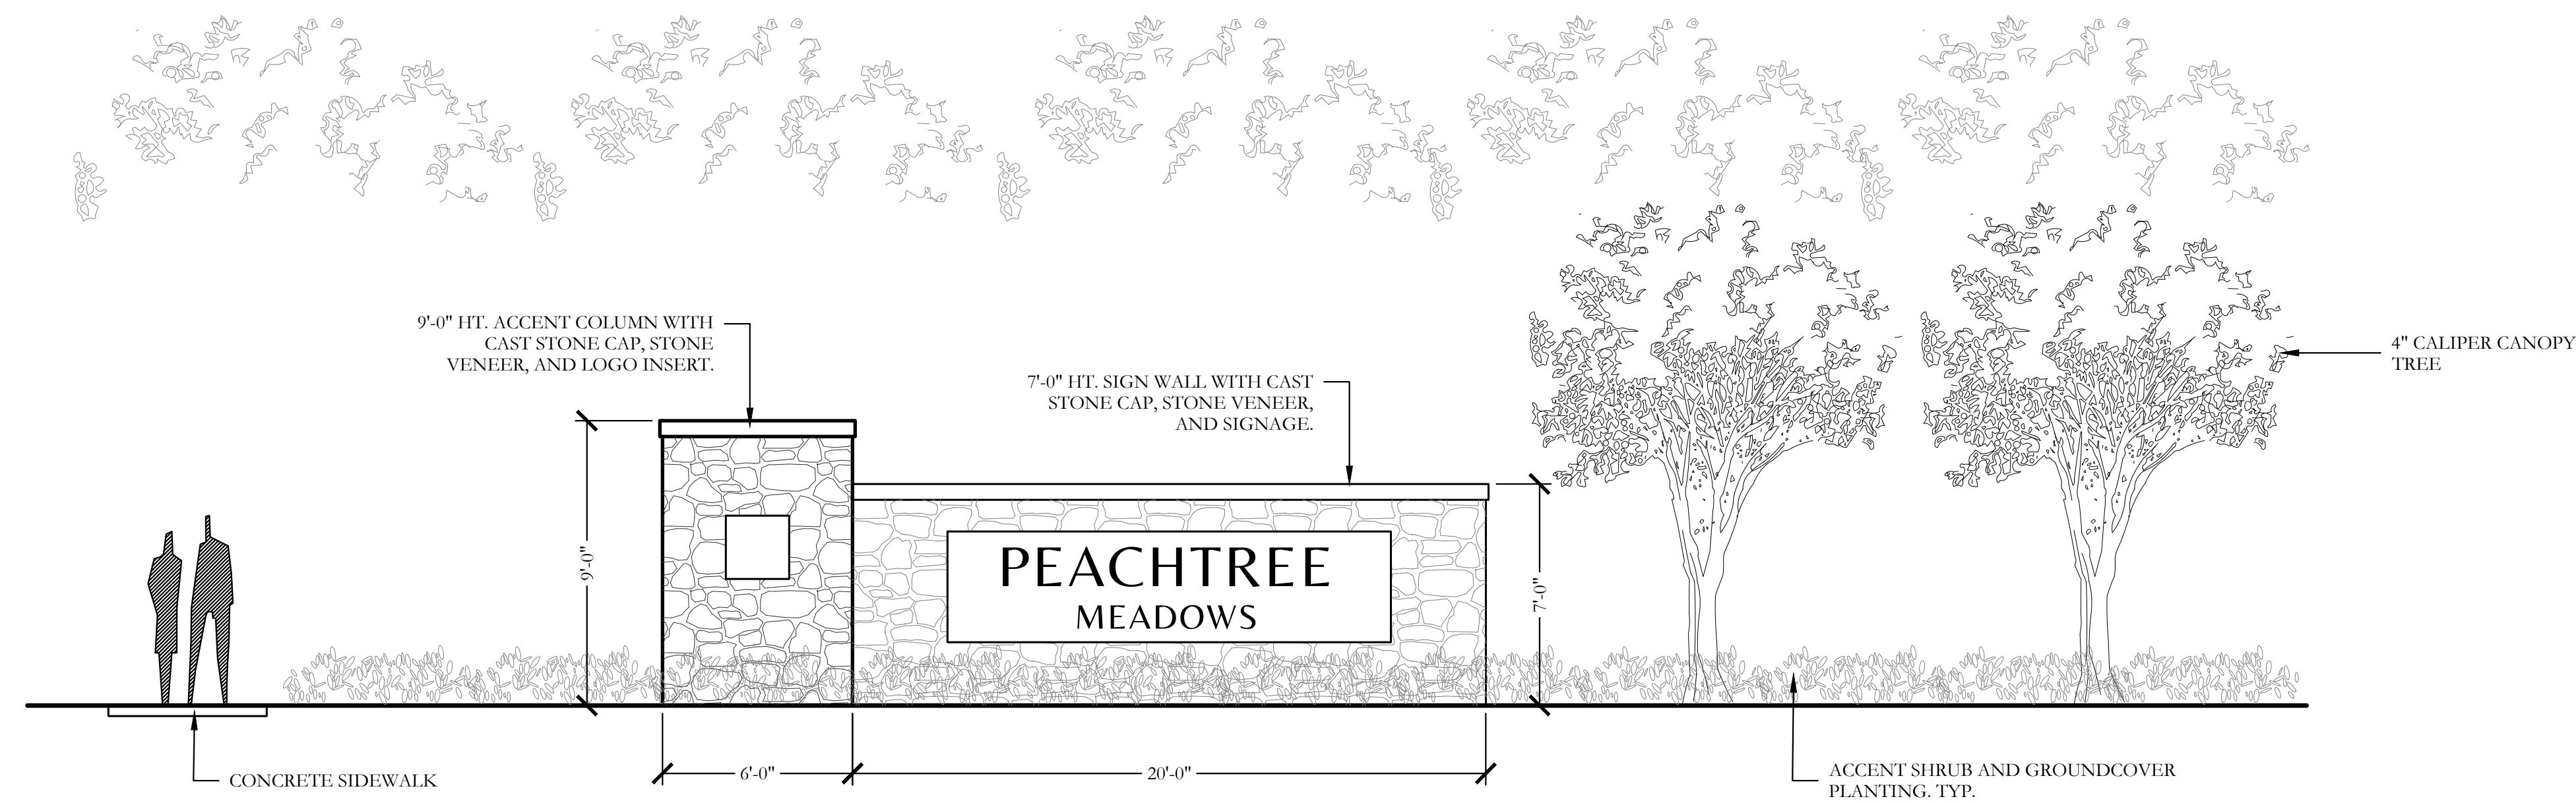 9'-0" HT. ACCENT COLUMN WITH
CAST STONE CAP, STONE
VENEER, AND LOGO INSERT.
4" CALIPER CANOPY
TREE
7'-0" HT. SIGN WALL WITH CAST
STONE CAP, STONE VENEER,
AND SIGNAGE.
9'-0"
PEACHTREE
MEADOWS
7'-0"
6'-0"
20'-0"
CONCRETE SIDEWALK
ACCENT SHRUB AND GROUNDCOVER
PLANTING. TYP.